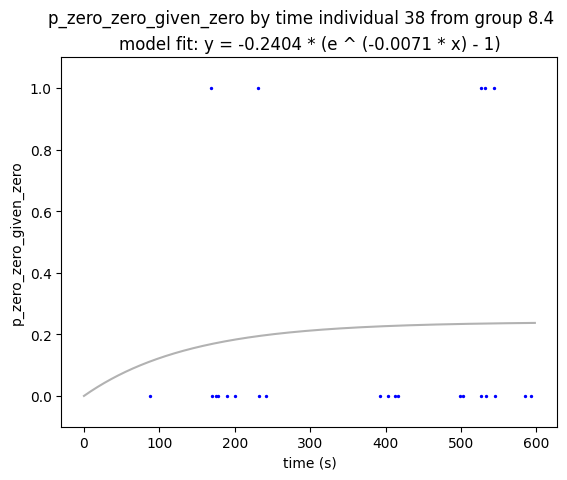 p_zero_zero_given_zero by time individual 38 from group 8.4
model fit: y = -0.2404 * (e ^ (-0.0071 * x) - 1)
1.0
0.8
0.6
0.4
0.2
0.0
p_zero_zero_given_zero
0 100 200 300 400 500 600
time (s)